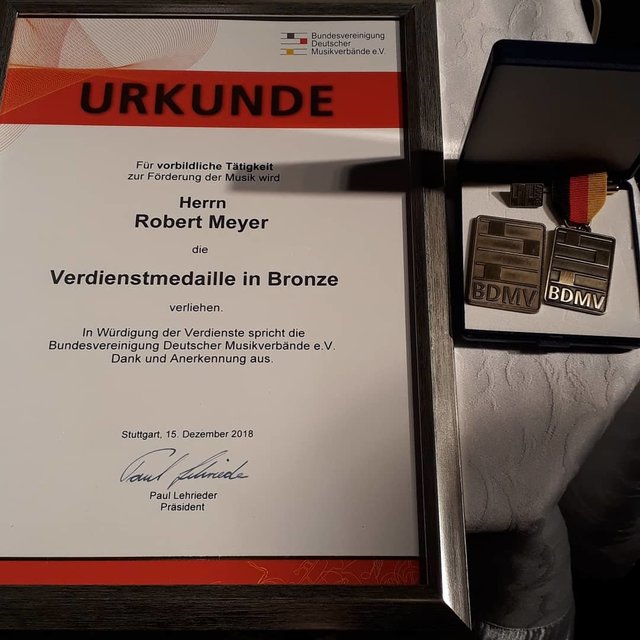 Bundesvereinigung
Deutscher
Musikverbände e.V.
URKUNDE
Für vorbildliche Tätigkeit
zur Förderung der Musik wird
Herrn
Robert Meyer
die
Verdienstmedaille in Bronze
verliehen.
In Würdigung der Verdienste spricht die
Bundesvereinigung Deutscher Musikverbände e.V.
Dank und Anerkennung aus.
Stuttgart, 15. Dezember 2018
Paul Lehrieder
Paul Lehrieder
Präsident
BDMV
BDMV